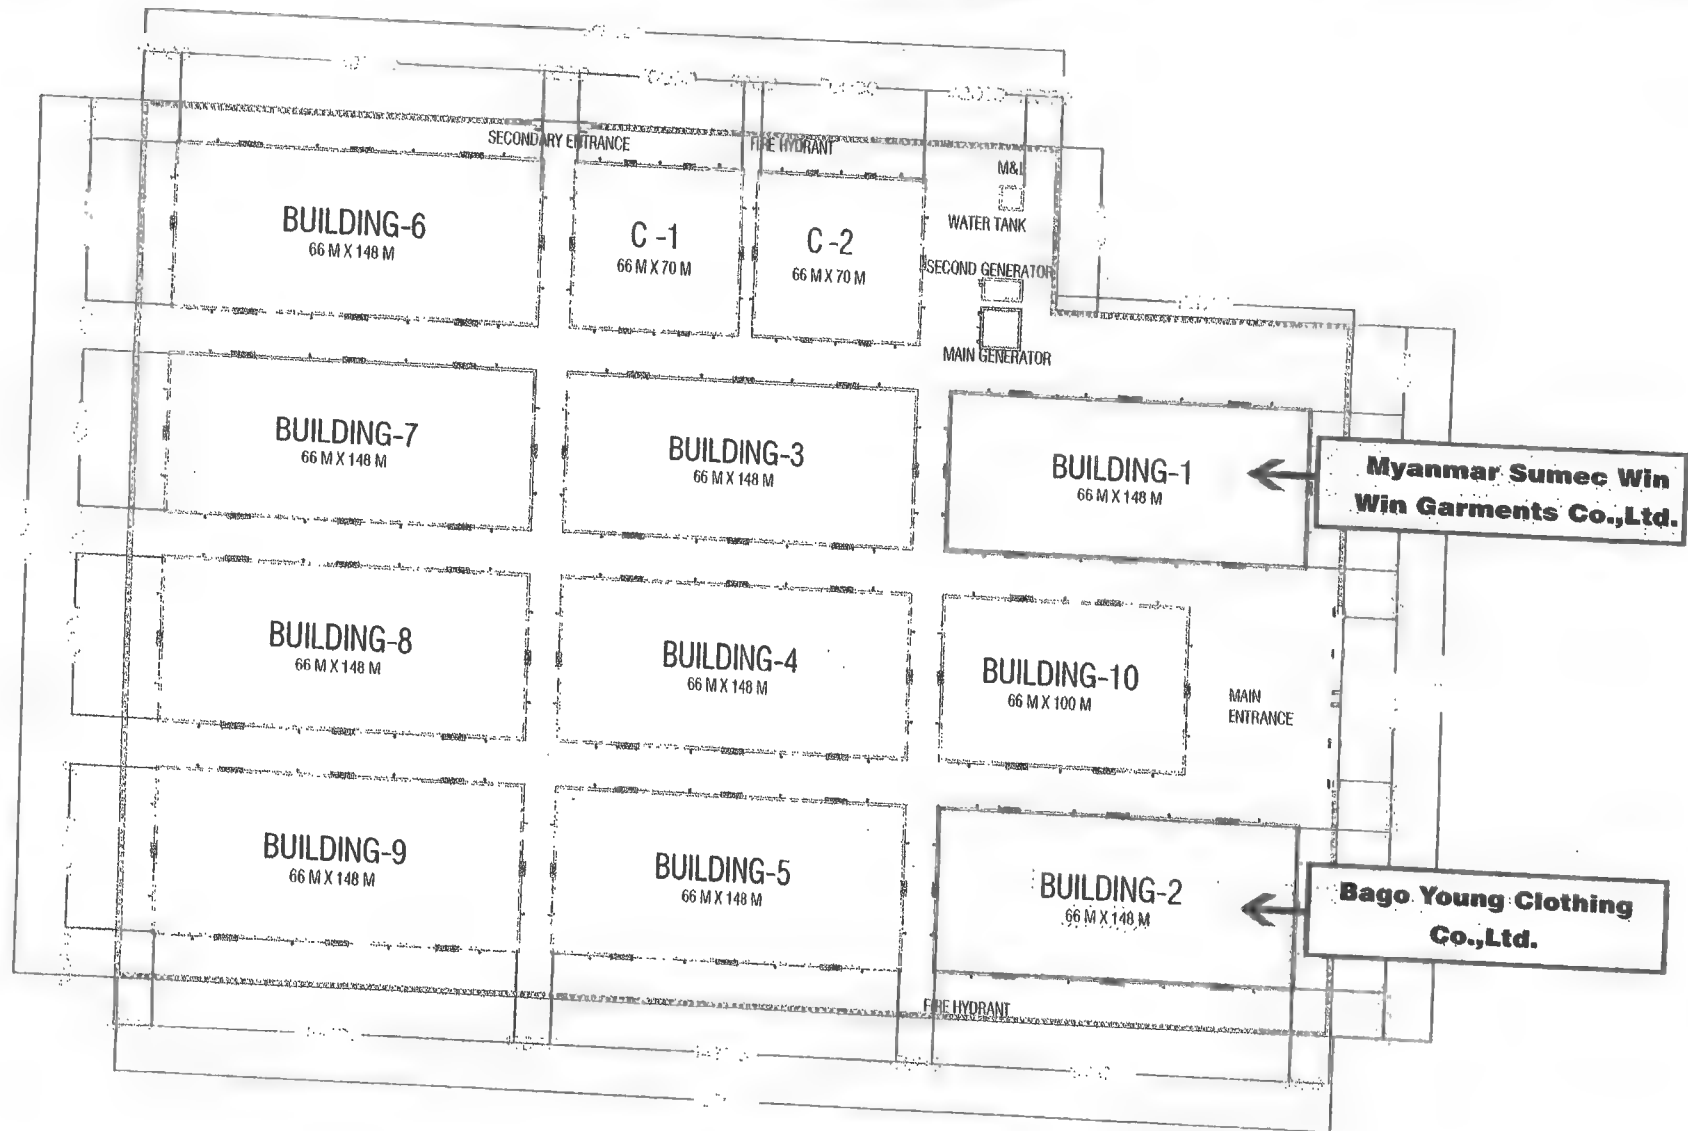 SECONDARY ENTRANCE
FIRE HYDRANT
M&E
WATER TANK
SECOND GENERATOR
MAIN GENERATOR
BUILDING-6
66 M X 148 M
C -1
66 M X 70 M
C -2
66 M X 70 M
BUILDING-7
66 M X 148 M
BUILDING-3
66 M X 148 M
BUILDING-1
66 M X 148 M
Myanmar Sumec Win
Win Garments Co.,Ltd.
BUILDING-8
66 M X 148 M
BUILDING-4
66 M X 148 M
BUILDING-10
66 M X 100 M
MAIN
ENTRANCE
BUILDING-9
66 M X 148 M
BUILDING-5
66 M X 148 M
BUILDING-2
66 M X 148 M
Bago Young Clothing
Co.,Ltd.
FIRE HYDRANT